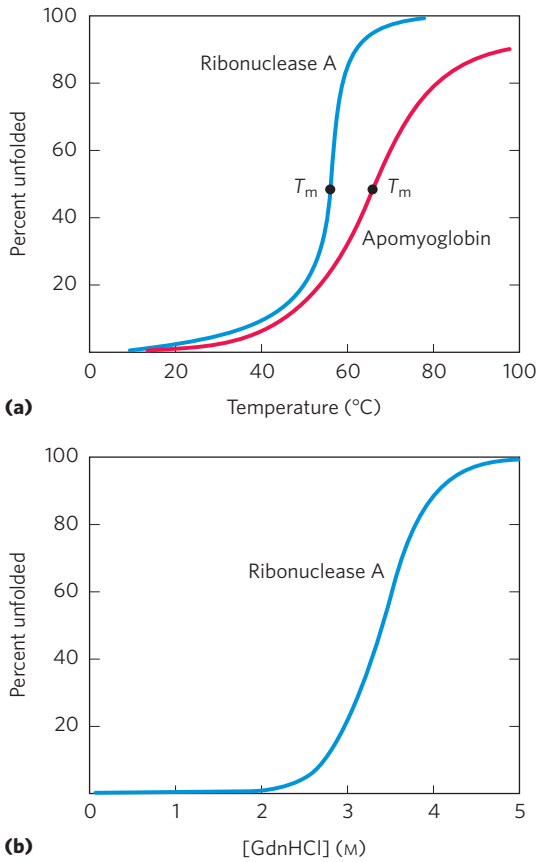 100
80
60
40
20
Percent unfolded
Ribonuclease A
Tm
Tm
Apomyoglobin
0
20
40
60
80
100
(a)
Temperature (°C)
100
80
60
40
20
Percent unfolded
Ribonuclease A
0
1
2
3
4
5
(b)
[GdnHCl] (M)